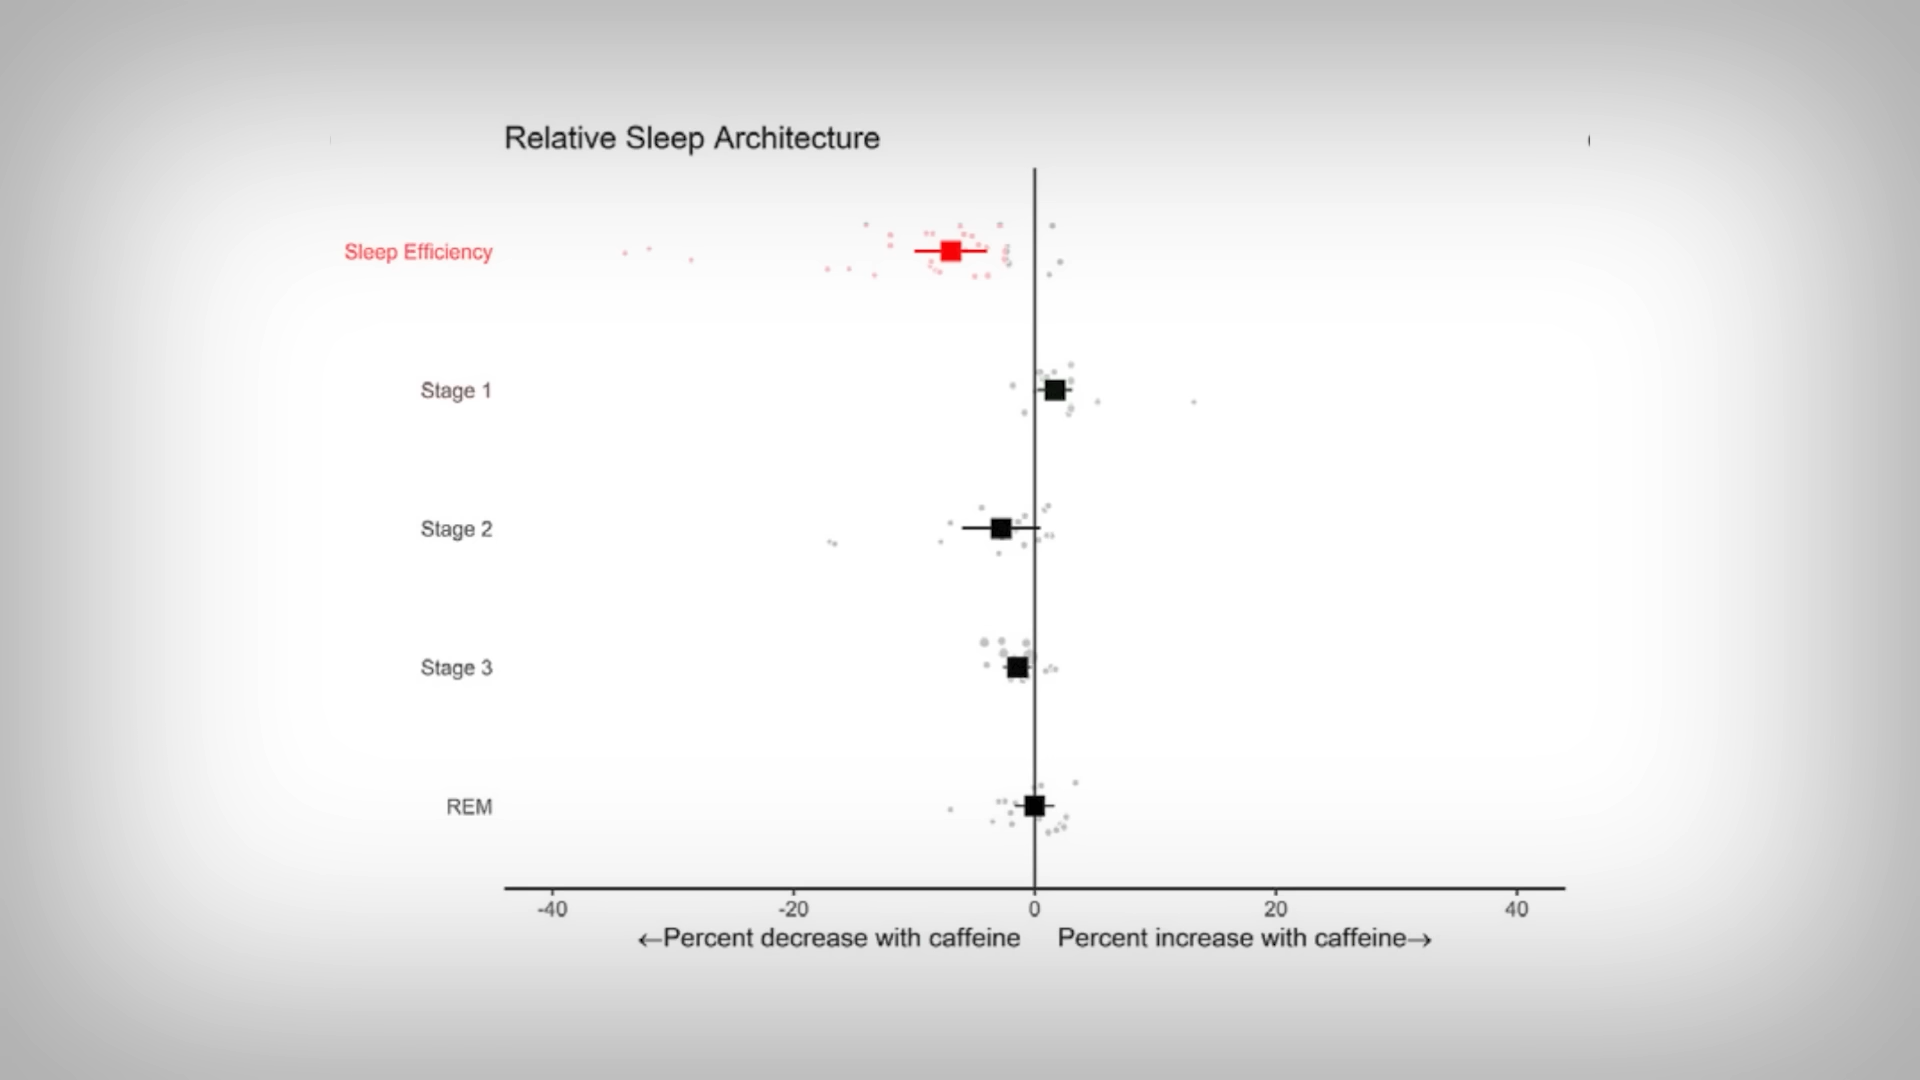 Relative Sleep Architecture
Sleep Efficiency
Stage 1
Stage 2
Stage 3
REM
-40 -20 0 20 40
←Percent decrease with caffeine Percent increase with caffeine→